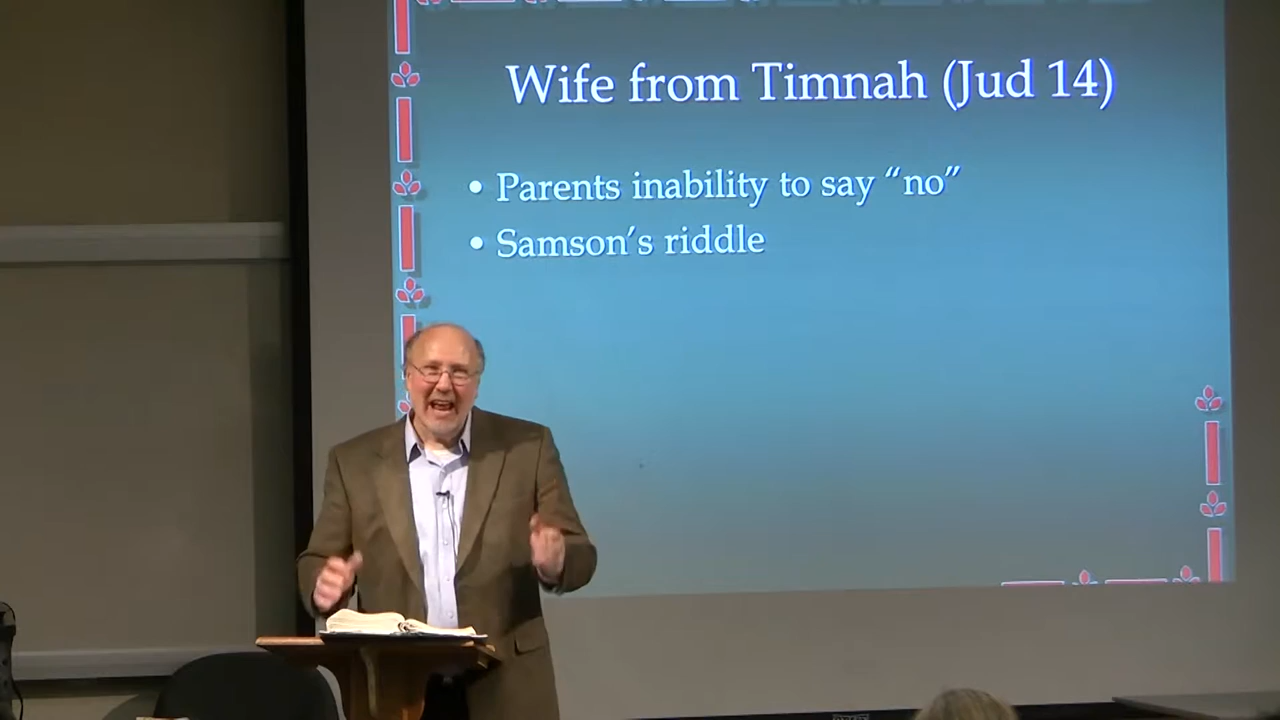 Wife from Timnah (Jud 14)
• Parents inability to say “no”
• Samson’s riddle